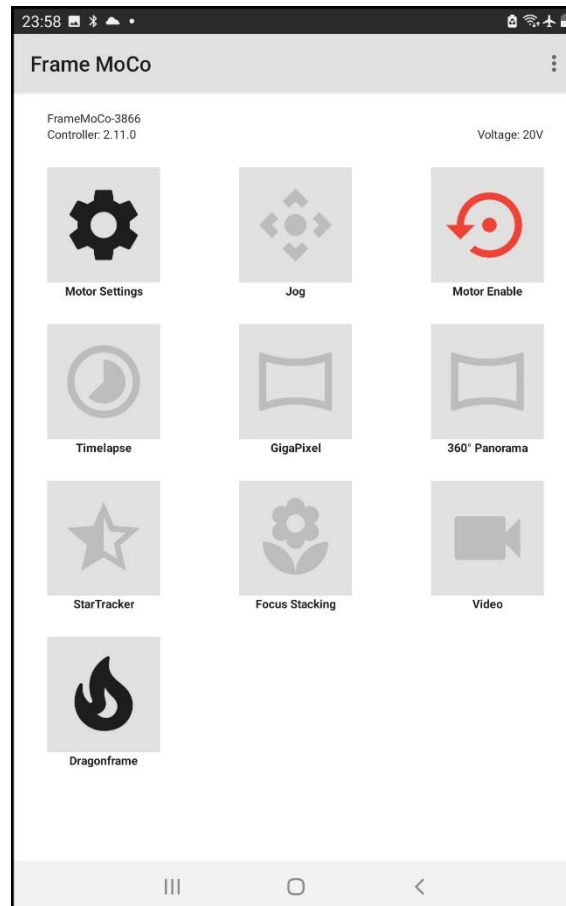 23:58
Frame MoCo
FrameMoCo-3866
Controller: 2.11.0
Voltage: 20V
Motor Settings
Jog
Motor Enable
Timelapse
GigaPixel
360° Panorama
StarTracker
Focus Stacking
Video
Dragonframe